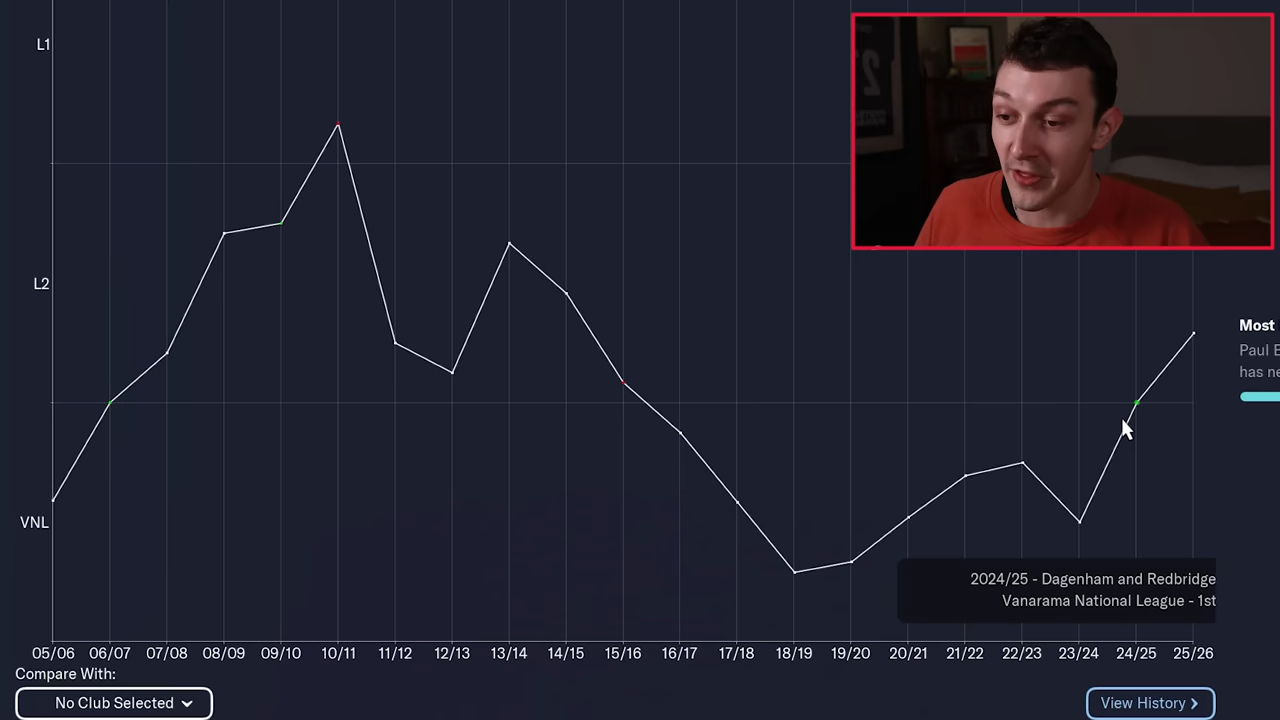 L1
L2
VNL
Most
Paul
has
2024/25 - Dagenham and Redbridge
Vanarama National League - 1st
05/06 06/07 07/08 08/09 09/10 10/11 11/12 12/13 13/14 14/15 15/16 16/17 17/18 18/19 19/20 20/21 21/22 22/23 23/24 24/25 25/26
Compare With:
No Club Selected
View History